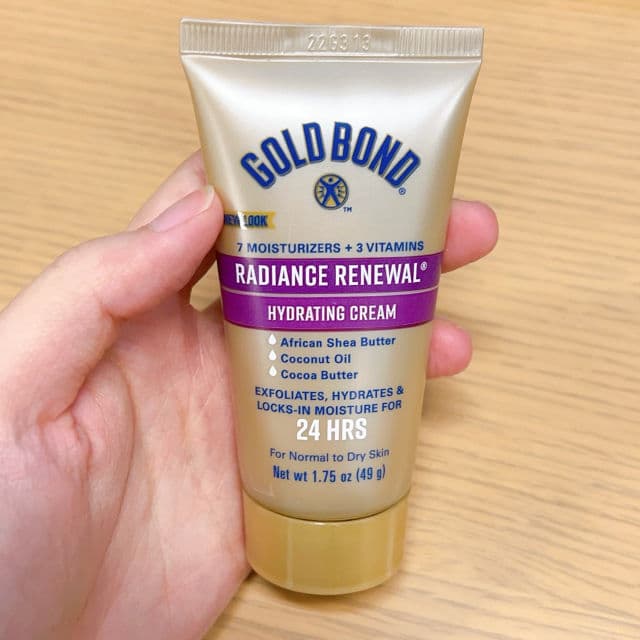 22G313
GOLD BOND®
™
NEW LOOK
7 MOISTURIZERS + 3 VITAMINS
RADIANCE RENEWAL®
HYDRATING CREAM
African Shea Butter
Coconut Oil
Cocoa Butter
EXFOLIATES, HYDRATES &
LOCKS-IN MOISTURE FOR
24 HRS
For Normal to Dry Skin
Net wt 1.75 oz (49 g)